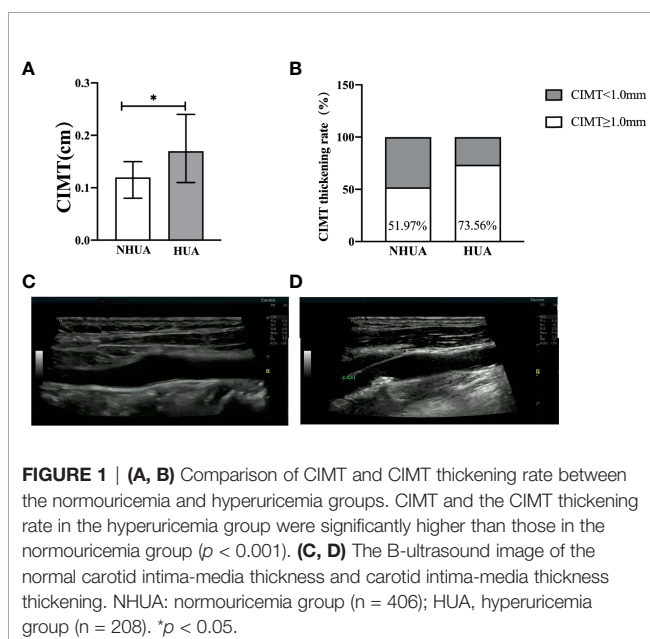 A
B
0.3
0.2
0.1
0.0
CIMT(cm)
*
NHUA
HUA
150
100
50
0
CIMT thickening rate (%)
51.97%
73.56%
NHUA
HUA
CIMT<1.0mm
CIMT≥1.0mm
C
D
FIGURE 1 | (A, B) Comparison of CIMT and CIMT thickening rate between
the normouricemia and hyperuricemia groups. CIMT and the CIMT thickening
rate in the hyperuricemia group were significantly higher than those in the
normouricemia group (p < 0.001). (C, D) The B-ultrasound image of the
normal carotid intima-media thickness and carotid intima-media thickness
thickening. NHUA: normouricemia group (n = 406); HUA, hyperuricemia
group (n = 208). *p < 0.05.